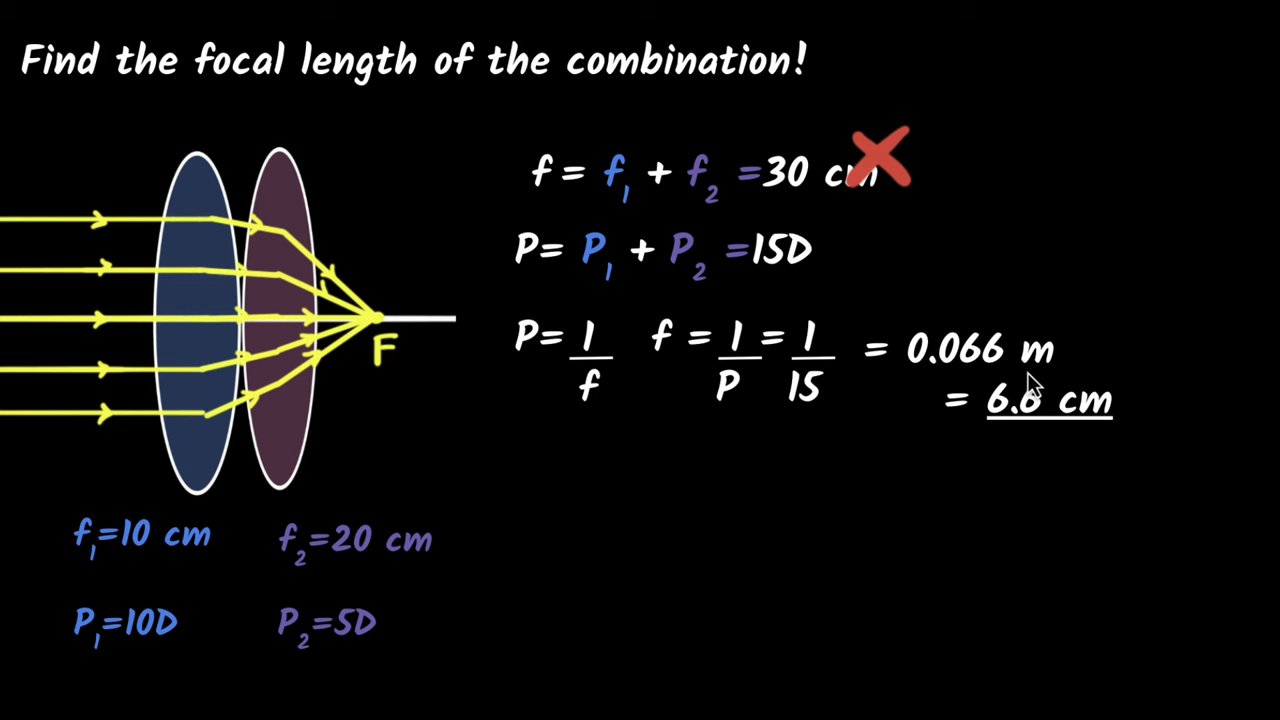 Find the focal length of the combination!
f = f₁ + f₂ = 30 cm
P = P₁ + P₂ = 15D
P = 1/f f = 1/P = 1/15 = 0.066 m
= 6.6 cm
F
f₁=10 cm f₂=20 cm
P₁=10D P₂=5D